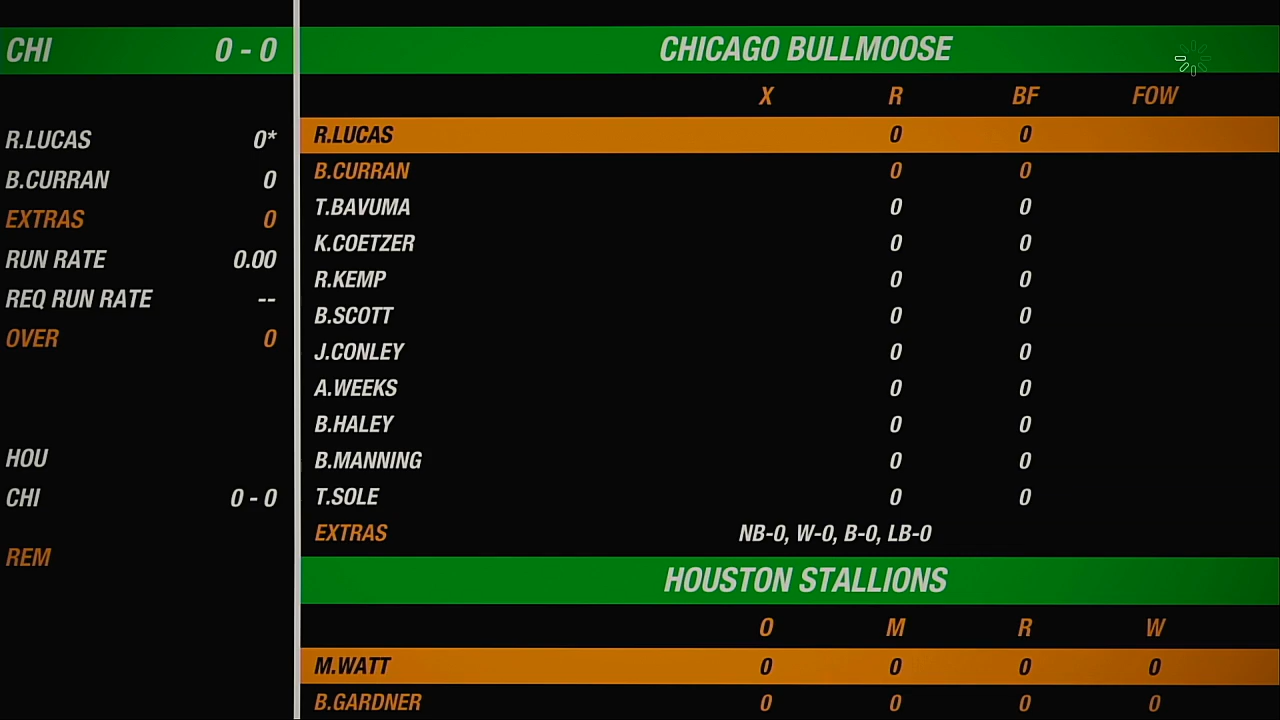 CHI 0 - 0
R.LUCAS 0*
B.CURRAN 0
EXTRAS 0
RUN RATE 0.00
REQ RUN RATE --
OVER 0
HOU
CHI 0 - 0
REM
CHICAGO BULLMOOSE
X R BF FOW
R.LUCAS 0 0
B.CURRAN 0 0
T.BAVUMA 0 0
K.COETZER 0 0
R.KEMP 0 0
B.SCOTT 0 0
J.CONLEY 0 0
A.WEEKS 0 0
B.HALEY 0 0
B.MANNING 0 0
T.SOLE 0 0
EXTRAS NB-0, W-0, B-0, LB-0
HOUSTON STALLIONS
O M R W
M.WATT 0 0 0 0
B.GARDNER 0 0 0 0